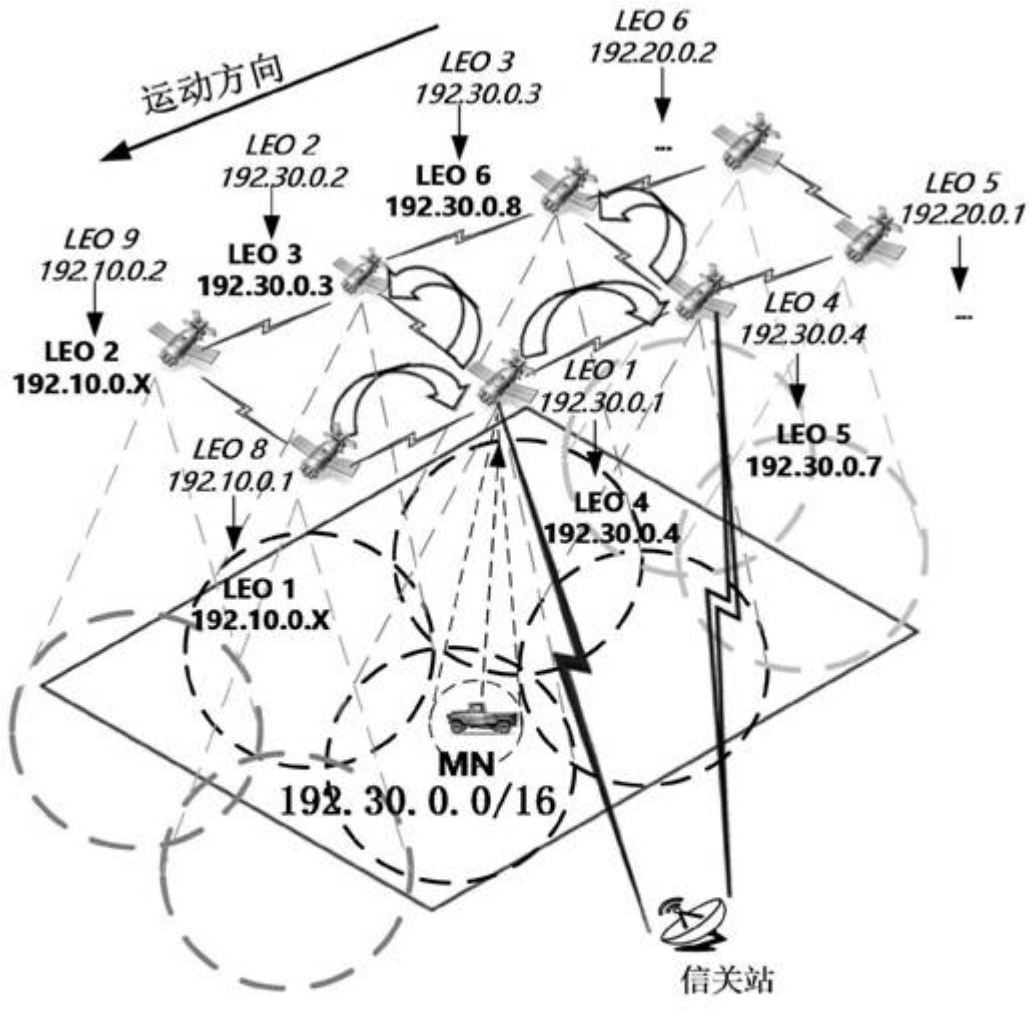 LEO 6
192.20.0.2
运动方向
LEO 3
192.30.0.3
...
LEO 2
192.30.0.2
LEO 6
192.30.0.8
LEO 5
192.20.0.1
LEO 9
192.10.0.2
LEO 3
192.30.0.3
LEO 4
192.30.0.4
...
LEO 2
192.10.0.X
LEO 1
192.30.0.1
LEO 8
192.10.0.1
LEO 5
192.30.0.7
LEO 4
192.30.0.4
LEO 1
192.10.0.X
MN
192.30.0.0/16
信关站